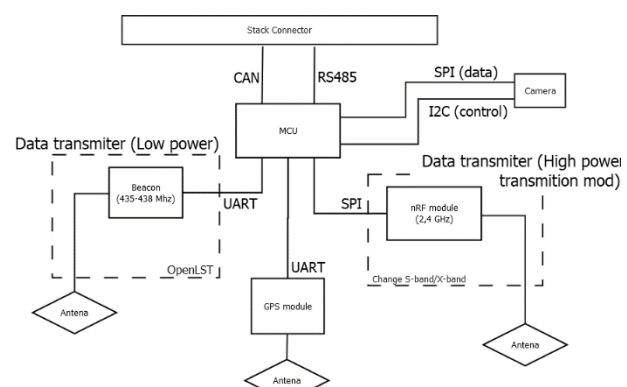 Stack Connector
CAN
RS485
SPI (data)
Camera
I2C (control)
MCU
Data transmiter (Low power)
Data transmiter (High power
transmition mod)
Beacon
(435-438 Mhz)
UART
SPI
nRF module
(2,4 GHz)
OpenLST
UART
Change S-band/X-band
GPS module
Antena
Antena
Antena